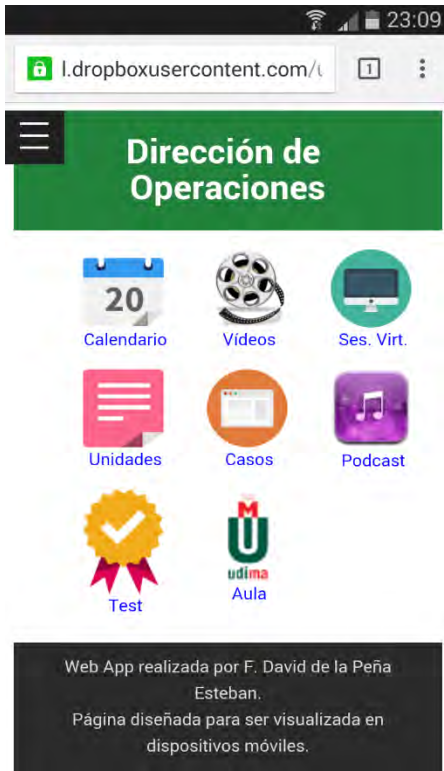 23:09
l.dropboxusercontent.com/u
1
Dirección de
Operaciones
20
Calendario
Vídeos
Ses. Virt.
Unidades
Casos
Podcast
Test
M
U
udima
Aula
Web App realizada por F. David de la Peña
Esteban.
Página diseñada para ser visualizada en
dispositivos móviles.